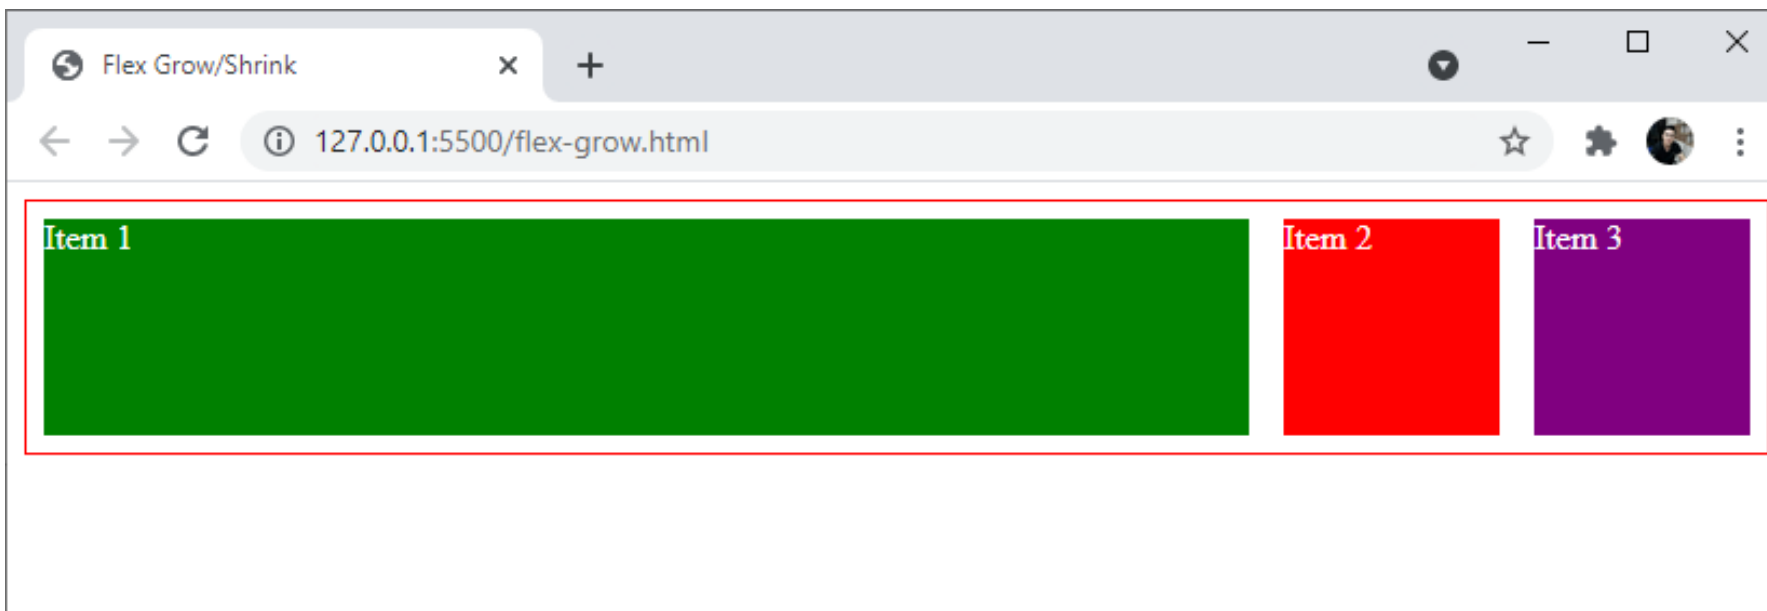 Flex Grow/Shrink
127.0.0.1:5500/flex-grow.html
Item 1 Item 2 Item 3